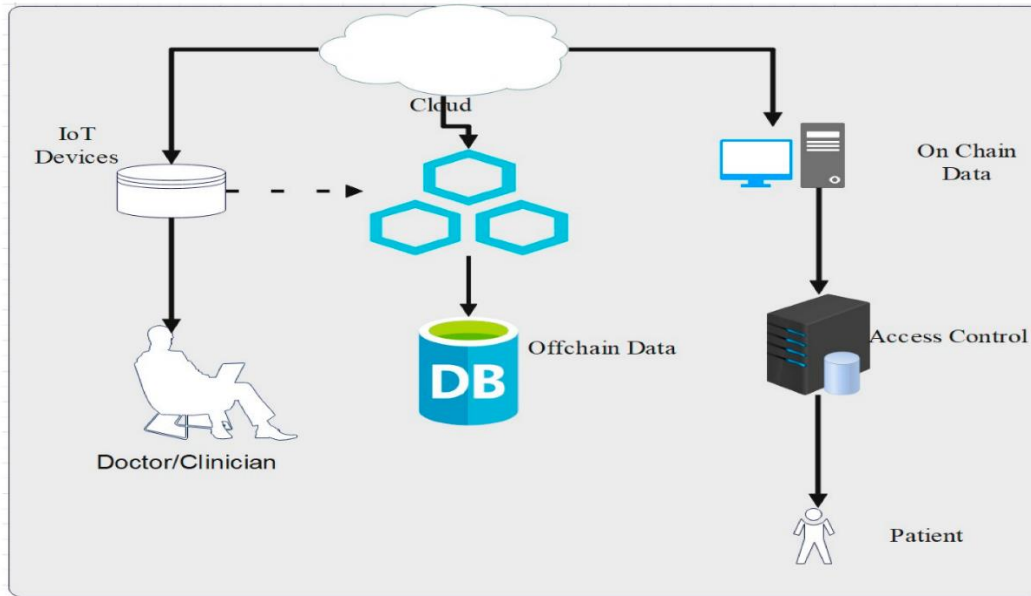 Cloud
IoT
Devices
On Chain
Data
DB
Offchain Data
Access Control
Doctor/Clinician
Patient